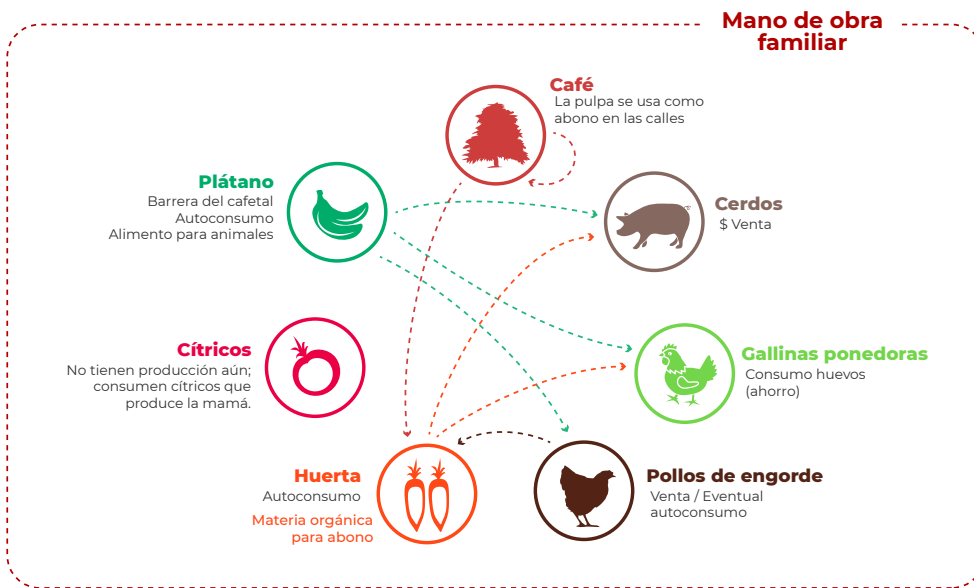 Mano de obra
familiar
Café
La pulpa se usa como
abono en las calles
Plátano
Barrera del cafetal
Autoconsumo
Alimento para animales
Cerdos
$ Venta
Cítricos
No tienen producción aún;
consumen cítricos que
produce la mamá.
Gallinas ponedoras
Consumo huevos
(ahorro)
Huerta
Autoconsumo
Materia orgánica
para abono
Pollos de engorde
Venta / Eventual
autoconsumo